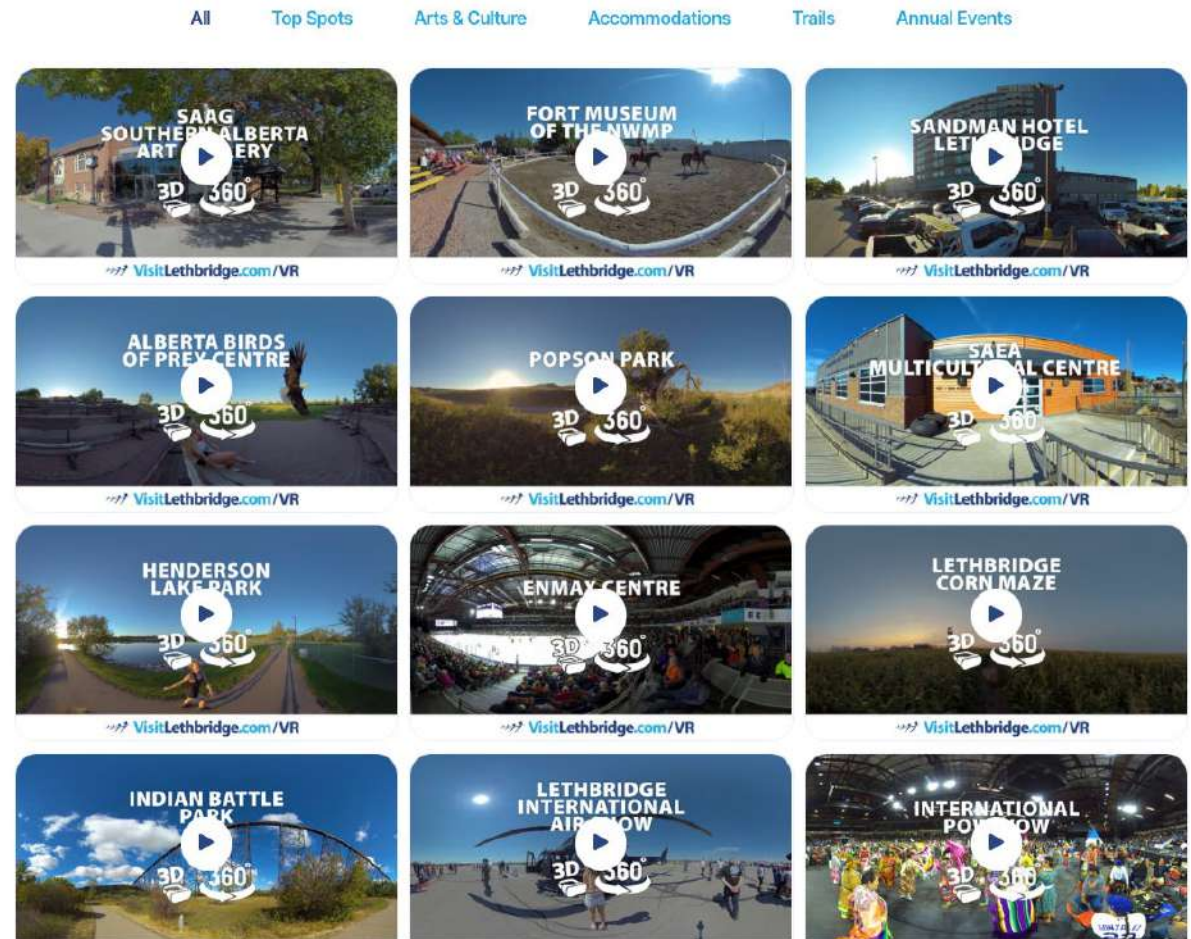 All Top Spots Arts & Culture Accommodations Trails Annual Events
SAAG
SOUTHERN ALBERTA
ART GALLERY
3D 360°
VisitLethbridge.com/VR
FORT MUSEUM
OF THE NWMP
3D 360°
VisitLethbridge.com/VR
SANDMAN HOTEL
LETHBRIDGE
3D 360°
VisitLethbridge.com/VR
ALBERTA BIRDS
OF PREY CENTRE
3D 360°
VisitLethbridge.com/VR
POPSON PARK
3D 360°
VisitLethbridge.com/VR
SAEA
MULTICULTURAL CENTRE
3D 360°
VisitLethbridge.com/VR
HENDERSON
LAKE PARK
3D 360°
VisitLethbridge.com/VR
ENMAX CENTRE
3D 360°
VisitLethbridge.com/VR
LETHBRIDGE
CORN MAZE
3D 360°
VisitLethbridge.com/VR
INDIAN BATTLE
PARK
3D 360°
LETHBRIDGE
INTERNATIONAL
AIR SHOW
3D 360°
INTERNATIONAL
POW WOW
3D 360°